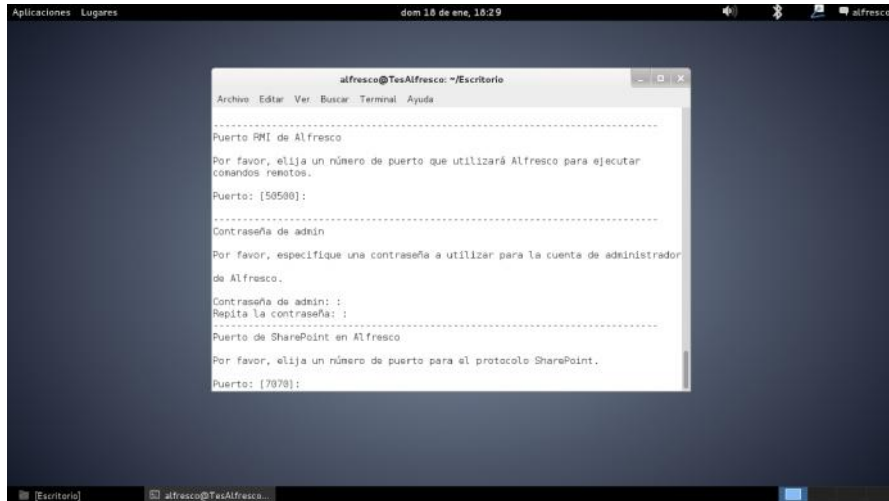 Aplicaciones Lugares
dom 18 de ene, 18:29
alfresco
alfresco@TesAlfresco: ~/Escritorio
Archivo Editar Ver Buscar Terminal Ayuda
--------------------------------------------------------------------
Puerto RMI de Alfresco
Por favor, elija un número de puerto que utilizará Alfresco para ejecutar
comandos remotos.
Puerto: [50500]:
--------------------------------------------------------------------
Contraseña de admin
Por favor, especifique una contraseña a utilizar para la cuenta de administrador
de Alfresco.
Contraseña de admin: :
Repita la contraseña: :
--------------------------------------------------------------------
Puerto de SharePoint en Alfresco
Por favor, elija un número de puerto para el protocolo SharePoint.
Puerto: [7070]:
[Escritorio]
alfresco@TesAlfresco...